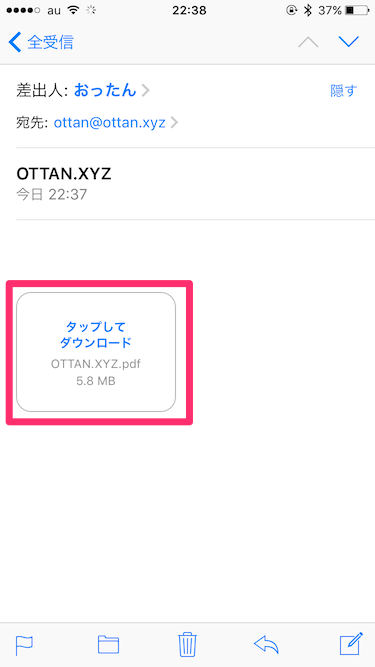 au 22:38 37%
全受信
差出人: おったん 隠す
宛先: ottan@ottan.xyz
OTTAN.XYZ
今日 22:37
タップして
ダウンロード
OTTAN.XYZ.pdf
5.8 MB